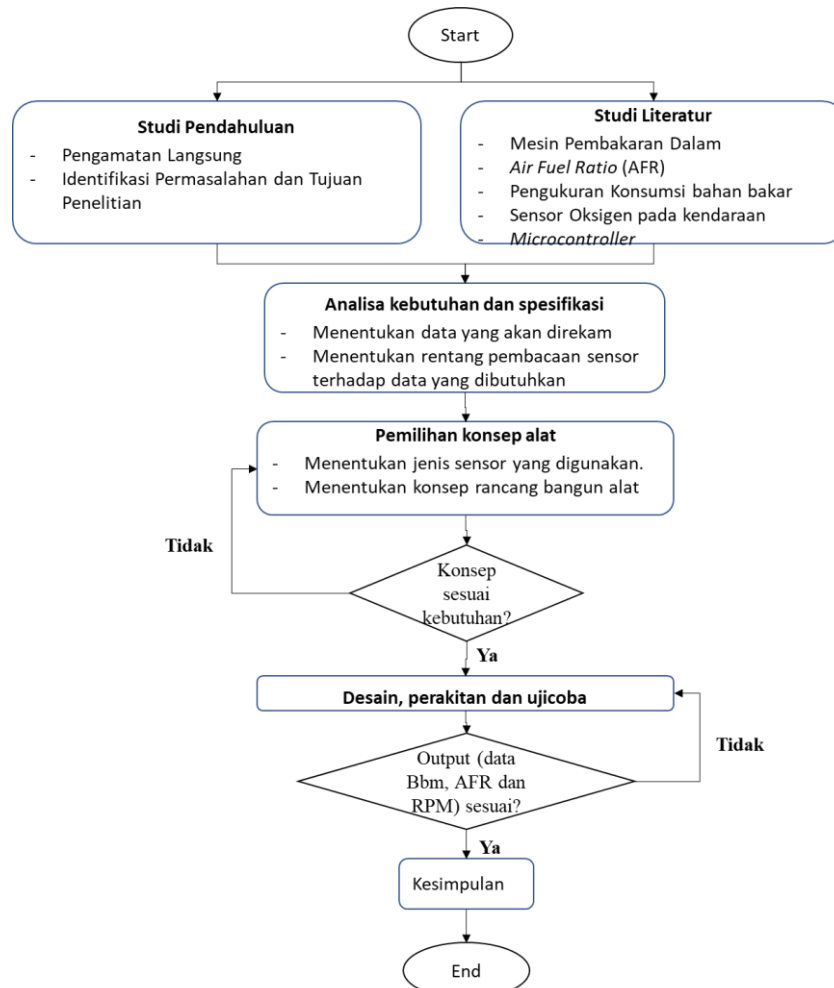 Start
Studi Pendahuluan
- Pengamatan Langsung
- Identifikasi Permasalahan dan Tujuan
Penelitian
Studi Literatur
- Mesin Pembakaran Dalam
- Air Fuel Ratio (AFR)
- Pengukuran Konsumsi bahan bakar
- Sensor Oksigen pada kendaraan
- Microcontroller
Analisa kebutuhan dan spesifikasi
- Menentukan data yang akan direkam
- Menentukan rentang pembacaan sensor
terhadap data yang dibutuhkan
Pemilihan konsep alat
- Menentukan jenis sensor yang digunakan.
- Menentukan konsep rancang bangun alat
Tidak
Konsep
sesuai
kebutuhan?
Ya
Desain, perakitan dan ujicoba
Tidak
Output (data
Bbm, AFR dan
RPM) sesuai?
Ya
Kesimpulan
End